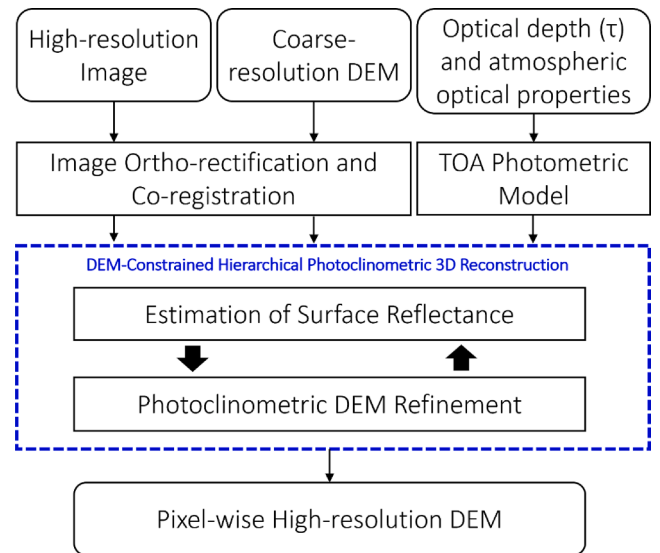 High-resolution
Image
Coarse-
resolution DEM
Optical depth (τ)
and atmospheric
optical properties
Image Ortho-rectification and
Co-registration
TOA Photometric
Model
DEM-Constrained Hierarchical Photoclinometric 3D Reconstruction
Estimation of Surface Reflectance
Photoclinometric DEM Refinement
Pixel-wise High-resolution DEM